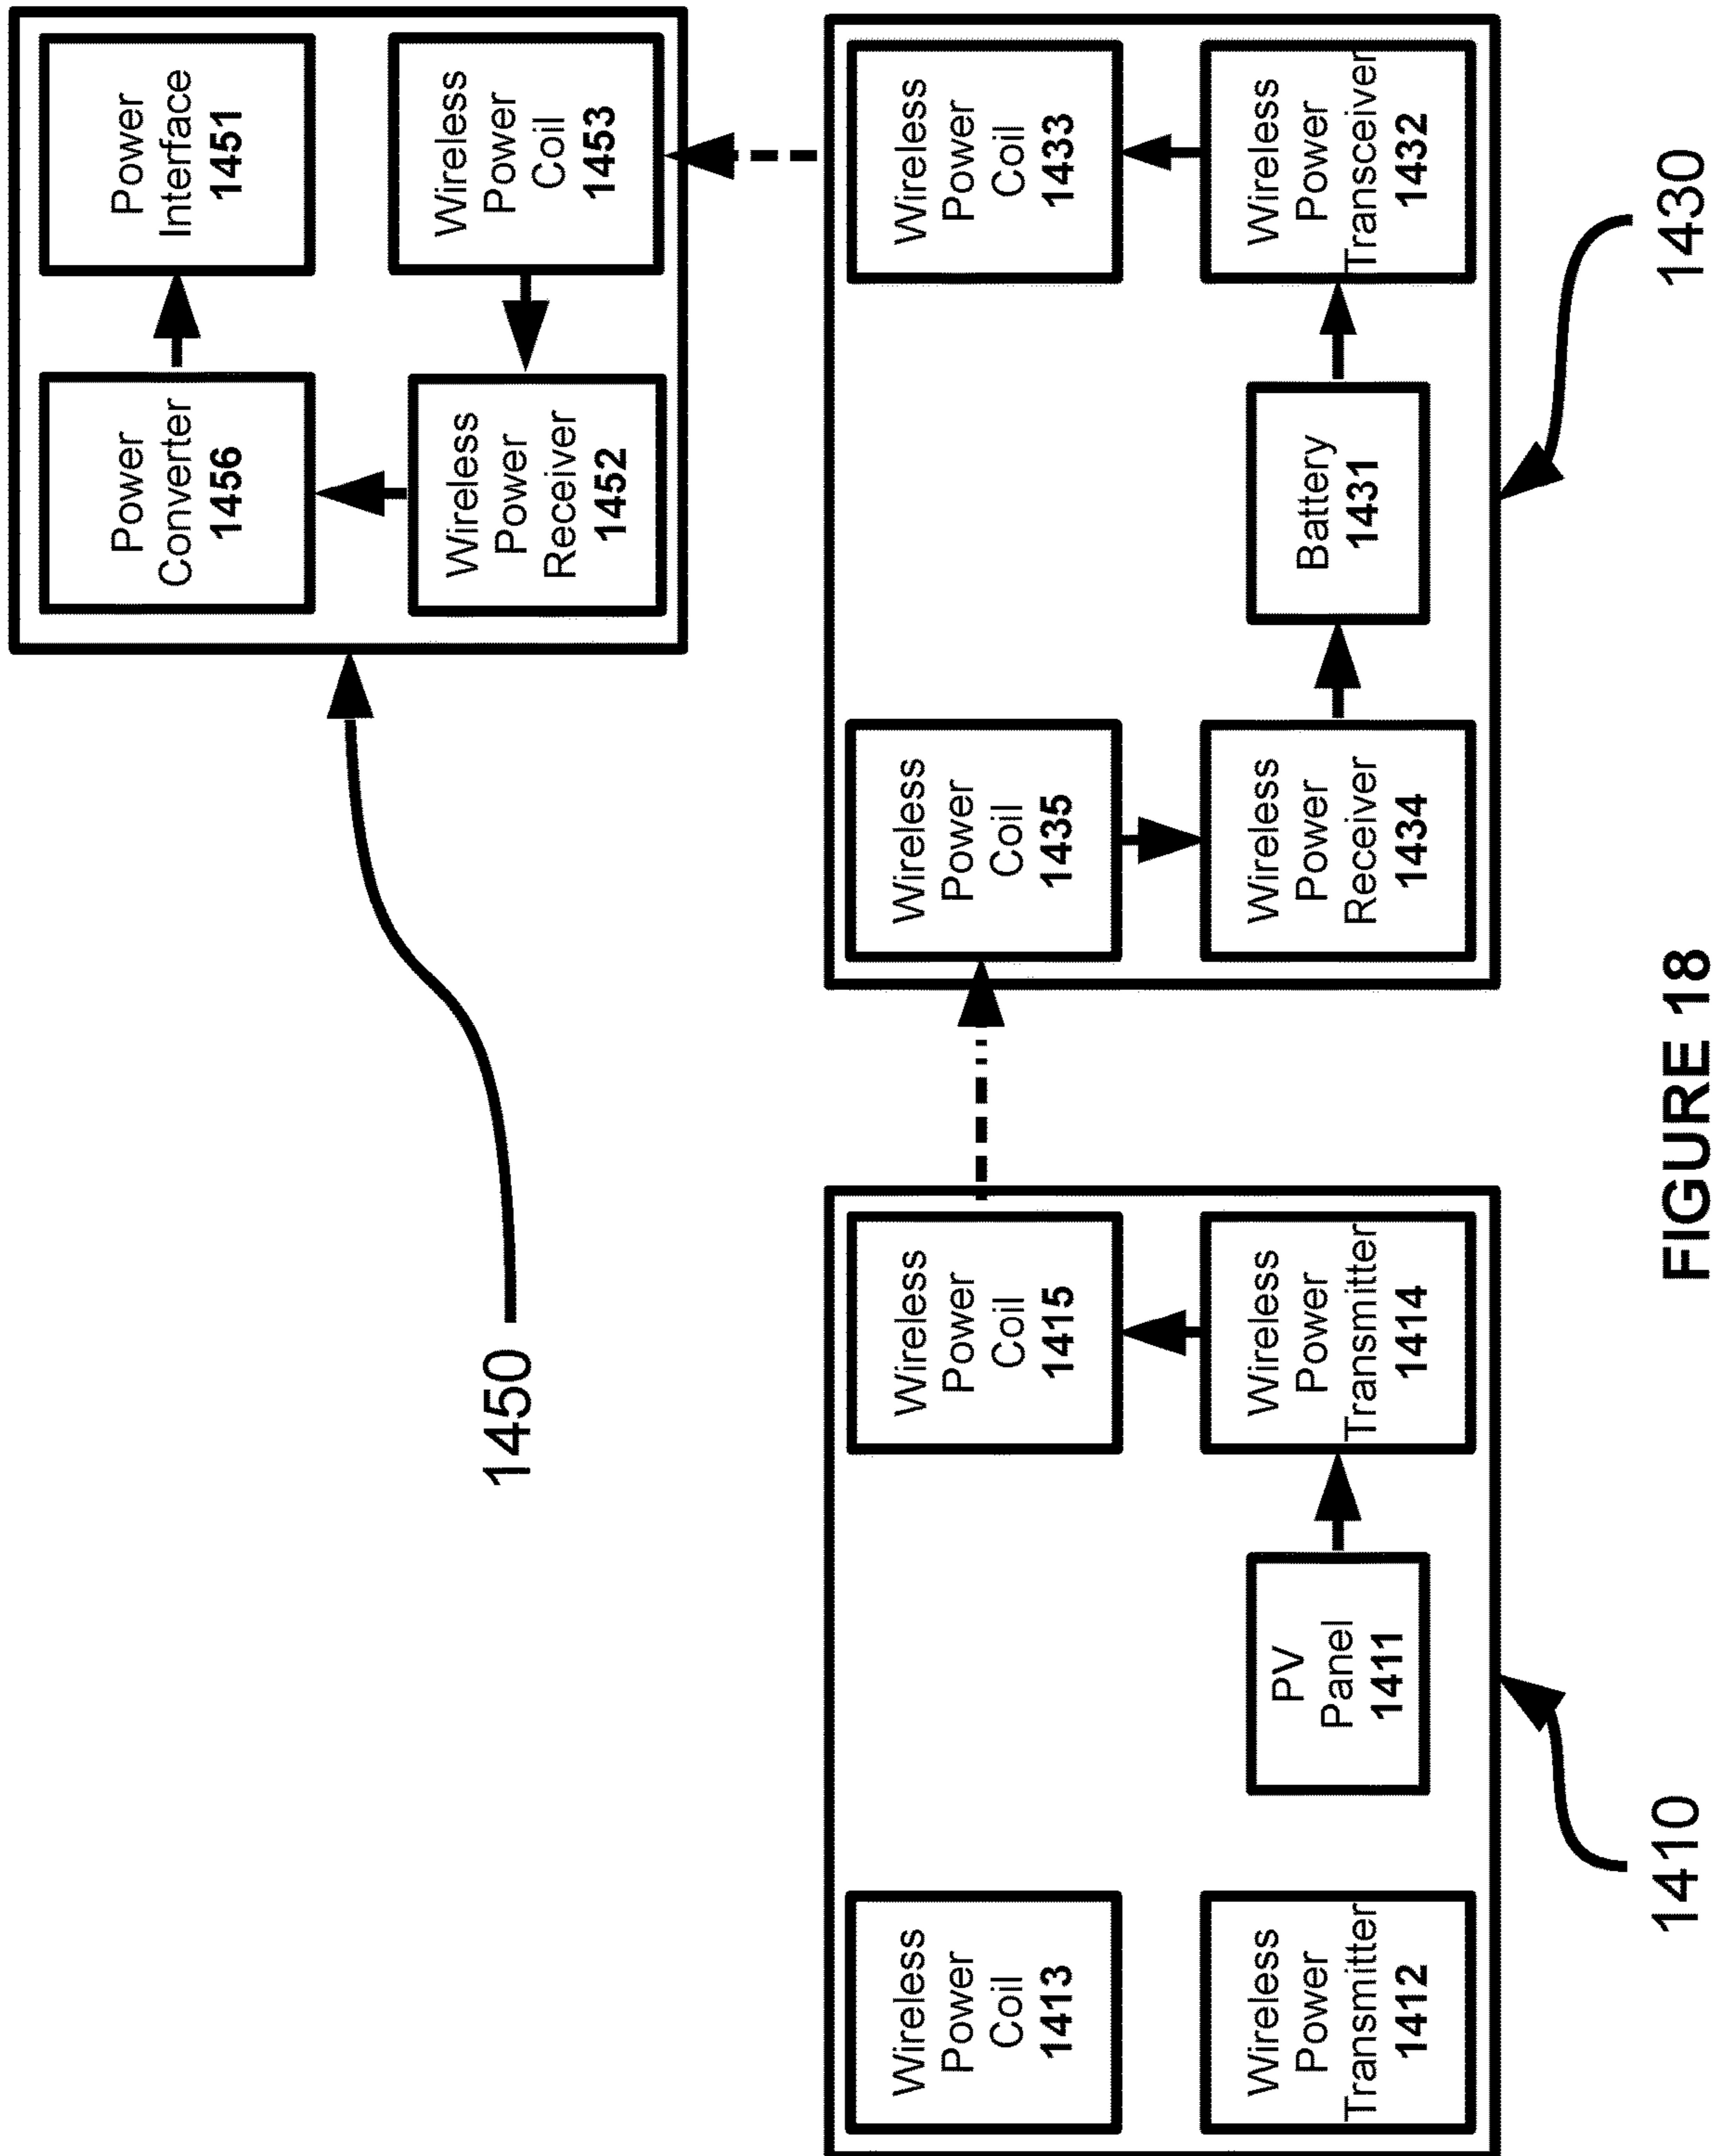 Power
Interface
1451
Wireless
Power
Coil
1453
Power
Converter
1456
Wireless
Power
Receiver
1452
1450
Wireless
Power
Coil
1433
Wireless
Power
Transceiver
1432
Battery
1431
Wireless
Power
Coil
1435
Wireless
Power
Receiver
1434
1430
Wireless
Power
Coil
1415
Wireless
Power
Transmitter
1414
PV
Panel
1411
Wireless
Power
Coil
1413
Wireless
Power
Transmitter
1412
1410
FIGURE 18